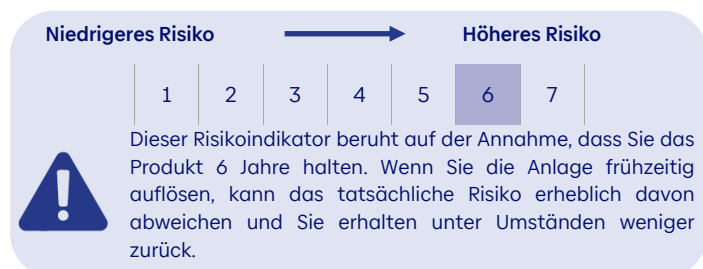 Niedrigeres Risiko Höheres Risiko
1 2 3 4 5 6 7
Dieser Risikoindikator beruht auf der Annahme, dass Sie das
Produkt 6 Jahre halten. Wenn Sie die Anlage frühzeitig
auflösen, kann das tatsächliche Risiko erheblich davon
abweichen und Sie erhalten unter Umständen weniger
zurück.